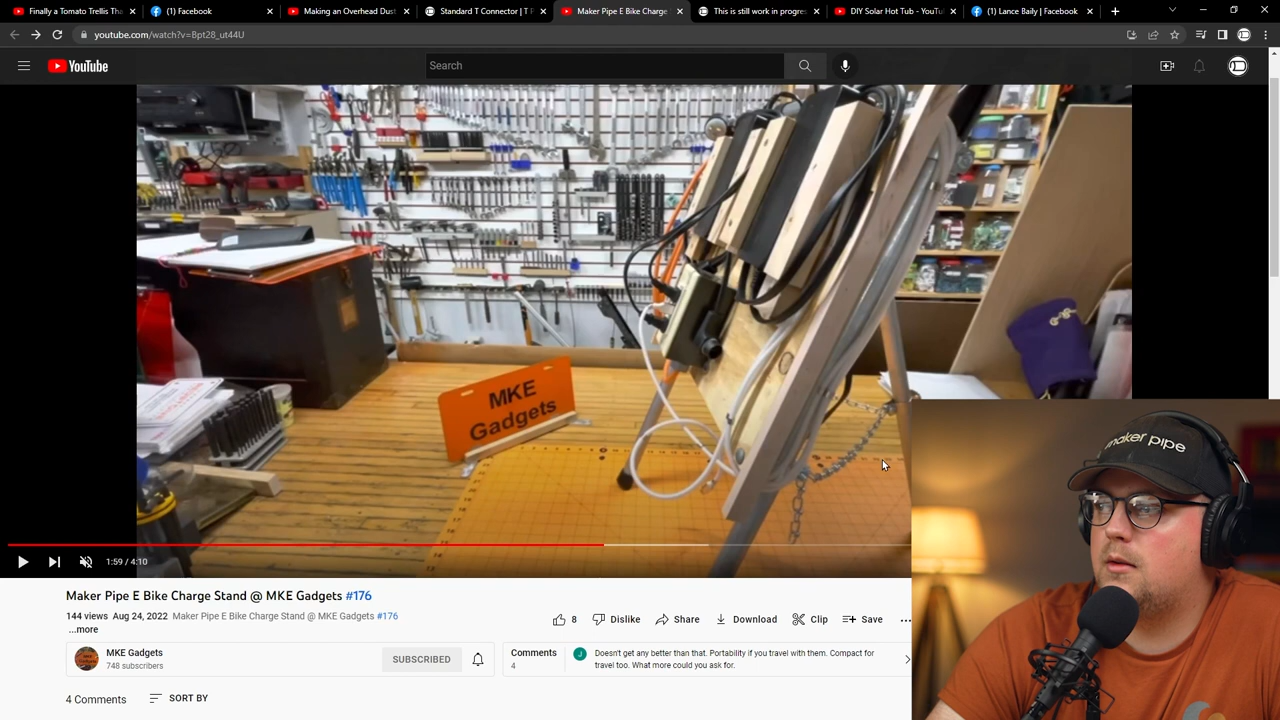 Finally a Tomato Trellis Tha
(1) Facebook
Making an Overhead Dust
Standard T Connector | T P
Maker Pipe E Bike Charge
This is still work in progres
DIY Solar Hot Tub - YouTu
(1) Lance Baily | Facebook
youtube.com/watch?v=Bpt28_ut44U
YouTube
Search
MKE
Gadgets
maker pipe
1:59 / 4:10
Maker Pipe E Bike Charge Stand @ MKE Gadgets #176
144 views Aug 24, 2022 Maker Pipe E Bike Charge Stand @ MKE Gadgets #176
...more
8 Dislike Share Download Clip Save
MKE Gadgets
748 subscribers
SUBSCRIBED
Comments
4
Doesn't get any better than that. Portability if you travel with them. Compact for
travel too. What more could you ask for.
4 Comments SORT BY